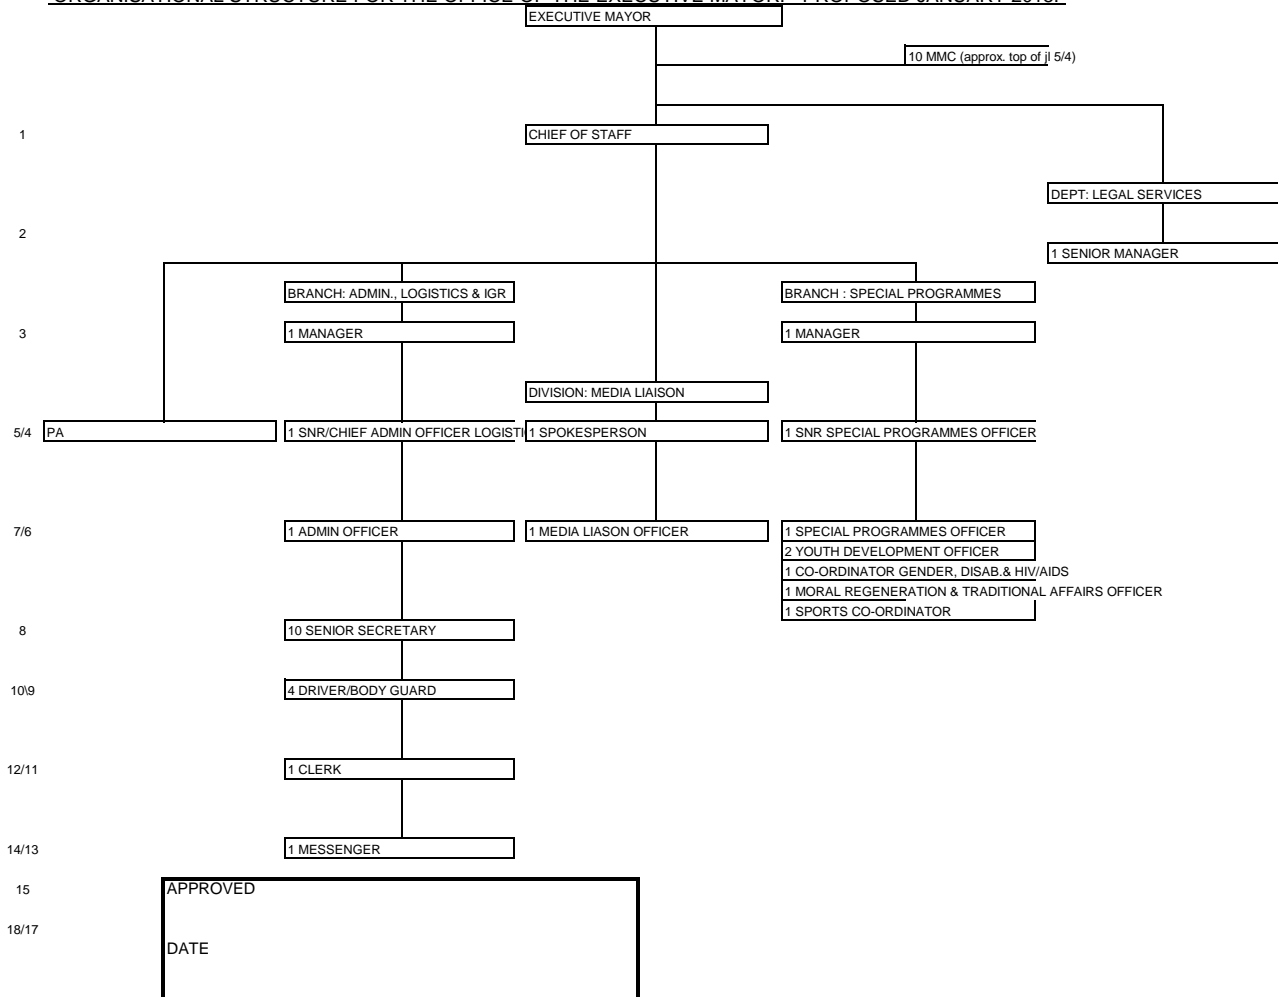 EXECUTIVE MAYOR
10 MMC (approx. top of jl 5/4)
1
CHIEF OF STAFF
DEPT: LEGAL SERVICES
2
1 SENIOR MANAGER
BRANCH: ADMIN., LOGISTICS & IGR
BRANCH : SPECIAL PROGRAMMES
3
1 MANAGER
1 MANAGER
DIVISION: MEDIA LIAISON
5/4
PA
1 SNR/CHIEF ADMIN OFFICER
1 SPOKESPERSON
1 SNR SPECIAL PROGRAMMES OFFICER
7/6
1 ADMIN OFFICER
1 MEDIA LIASON OFFICER
1 SPECIAL PROGRAMMES OFFICER
2 YOUTH DEVELOPMENT OFFICER
1 CO-ORDINATOR GENDER, DISAB.& HIV/AIDS
1 MORAL REGENERATION & TRADITIONAL AFFAIRS OFFICER
1 SPORTS CO-ORDINATOR
8
10 SENIOR SECRETARY
10\9
4 DRIVER/BODY GUARD
12/11
1 CLERK
14/13
1 MESSENGER
15
APPROVED
18/17
DATE